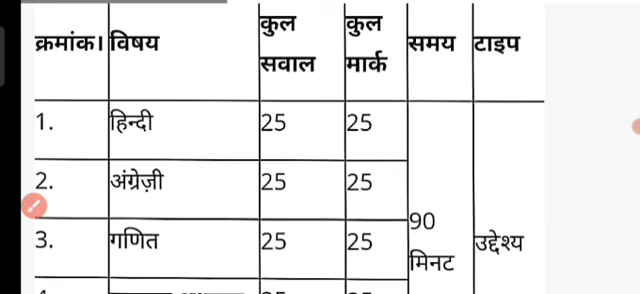 क्रमांक। विषय कुल सवाल कुल मार्क समय टाइप
1. हिन्दी 25 25
2. अंग्रेज़ी 25 25
3. गणित 25 25
90 मिनट उद्देश्य